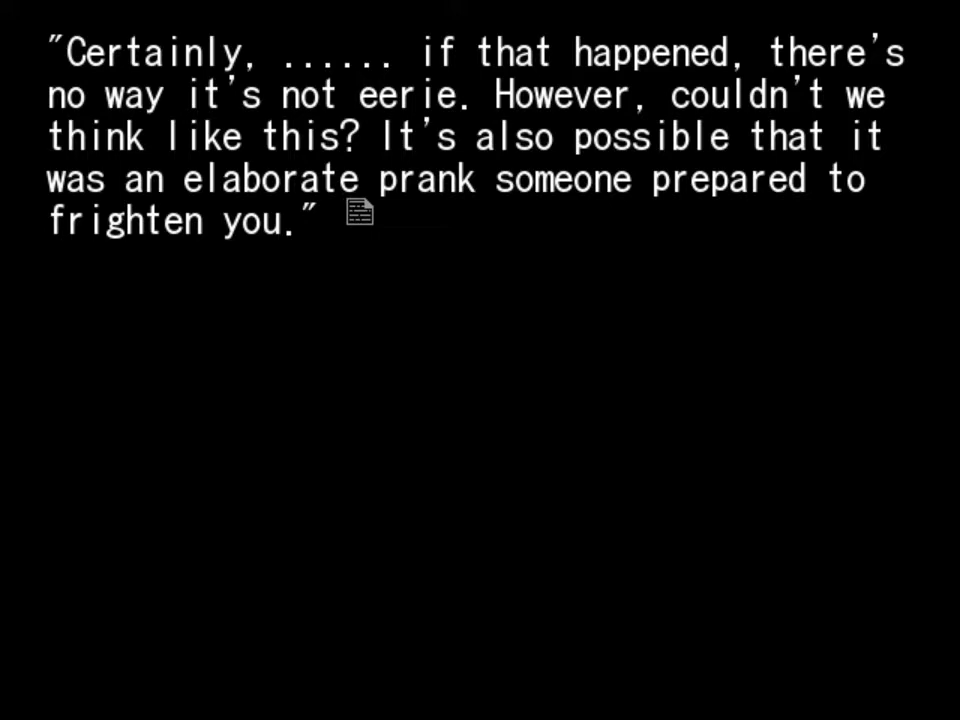 "Certainly, ...... if that happened, there's
no way it's not eerie. However, couldn't we
think like this? It's also possible that it
was an elaborate prank someone prepared to
frighten you."